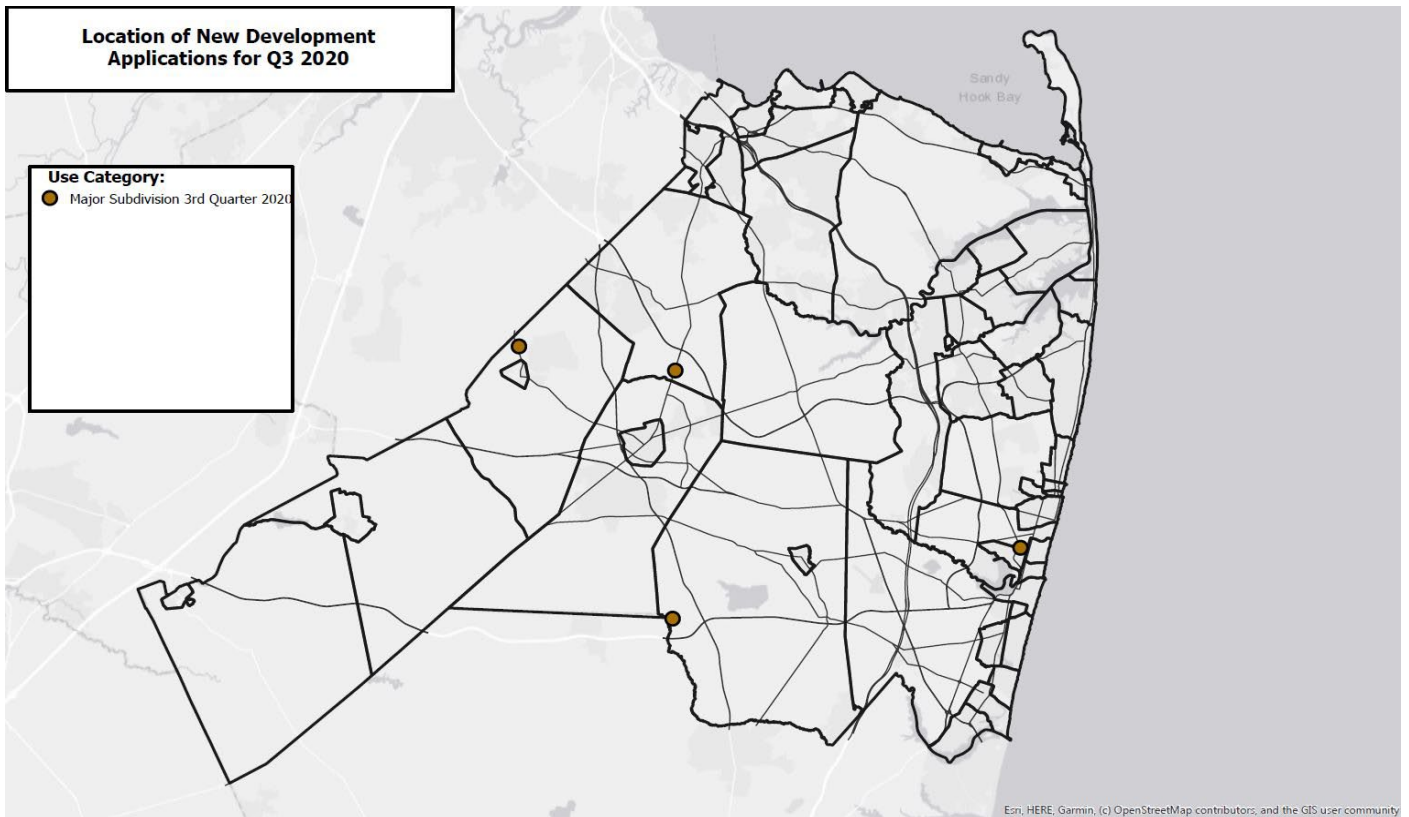 Location of New Development
Applications for Q3 2020
Sandy
Hook Bay
Use Category:
Major Subdivision 3rd Quarter 2020
Esri, HERE, Garmin, (c) OpenStreetMap contributors, and the GIS user community